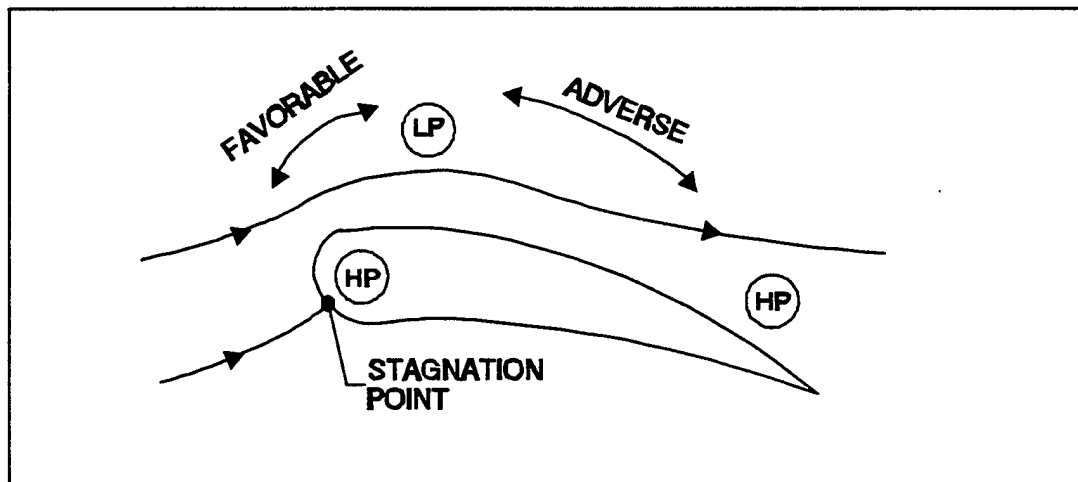 FAVORABLE
LP
ADVERSE
HP
HP
STAGNATION
POINT